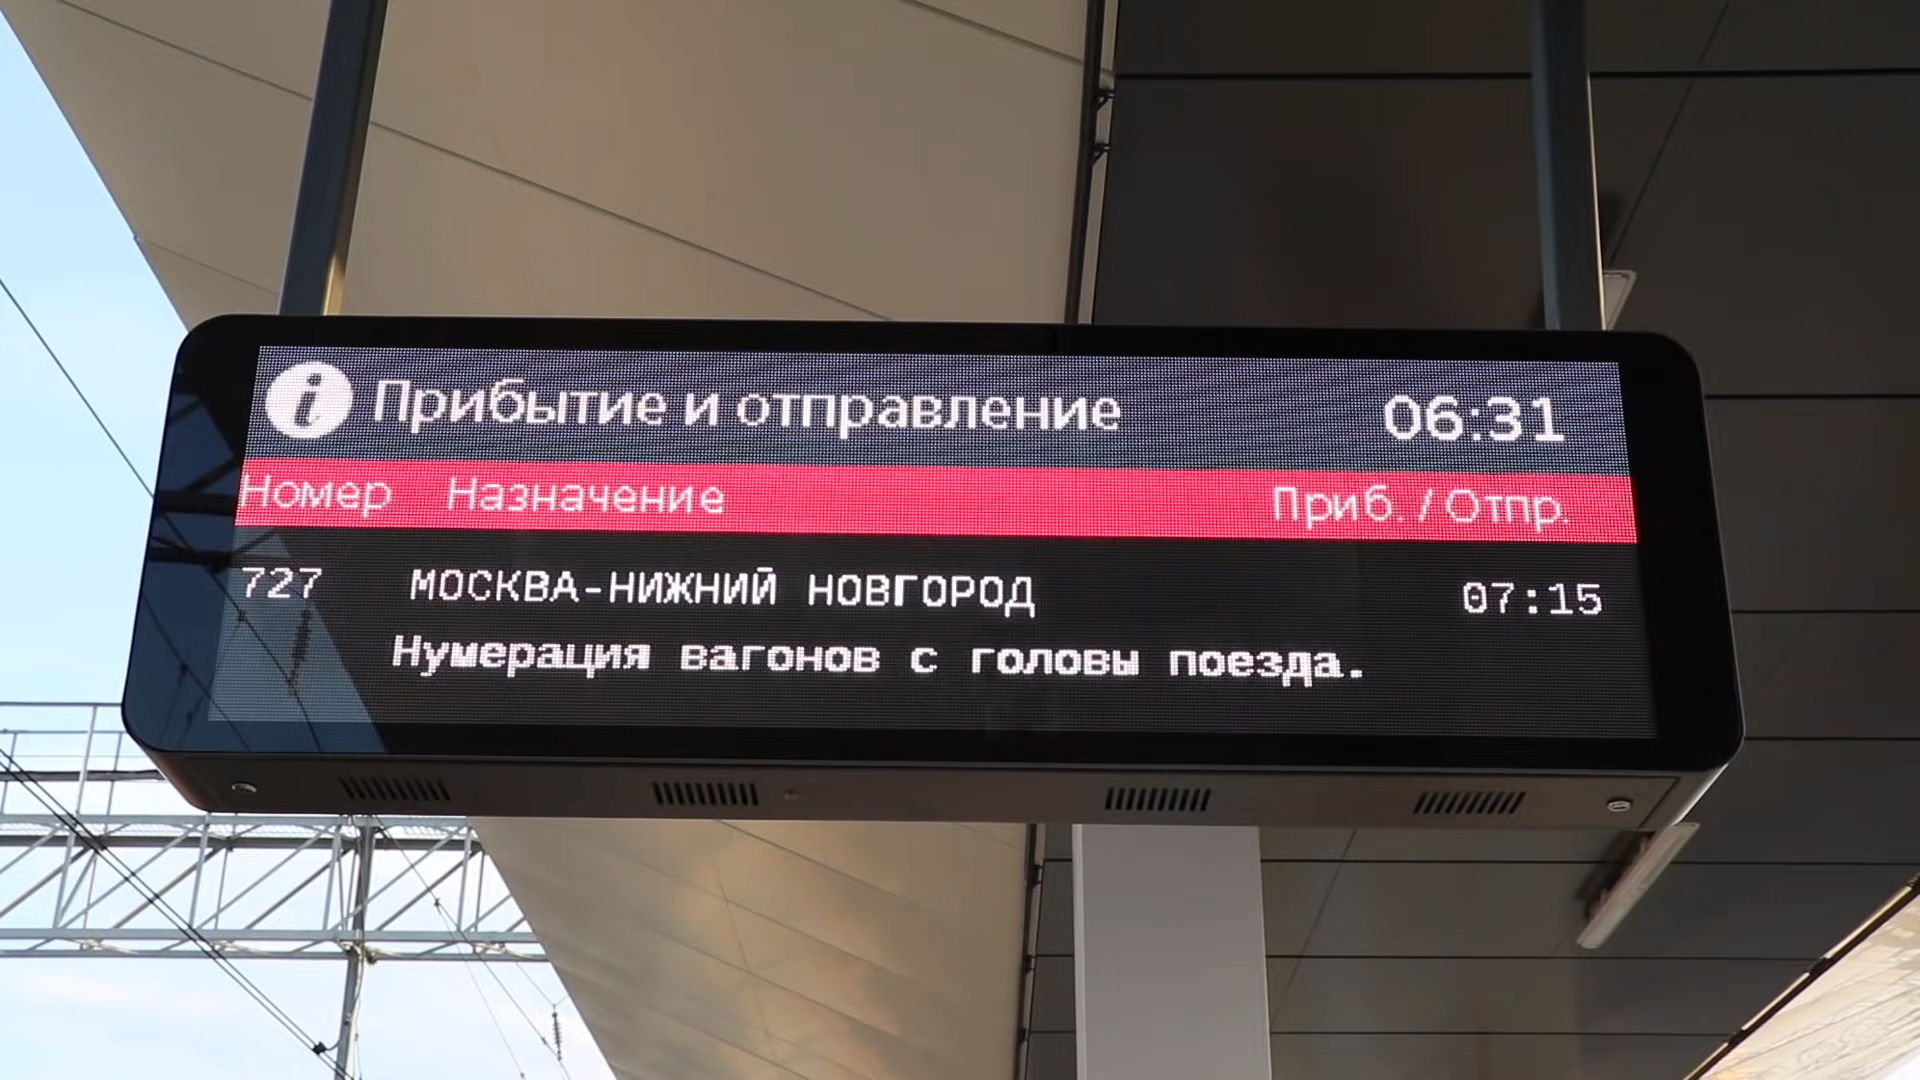 i Прибытие и отправление 06:31
Номер Назначение Приб. / Отпр.
727 МОСКВА-НИЖНИЙ НОВГОРОД 07:15
Нумерация вагонов с головы поезда.